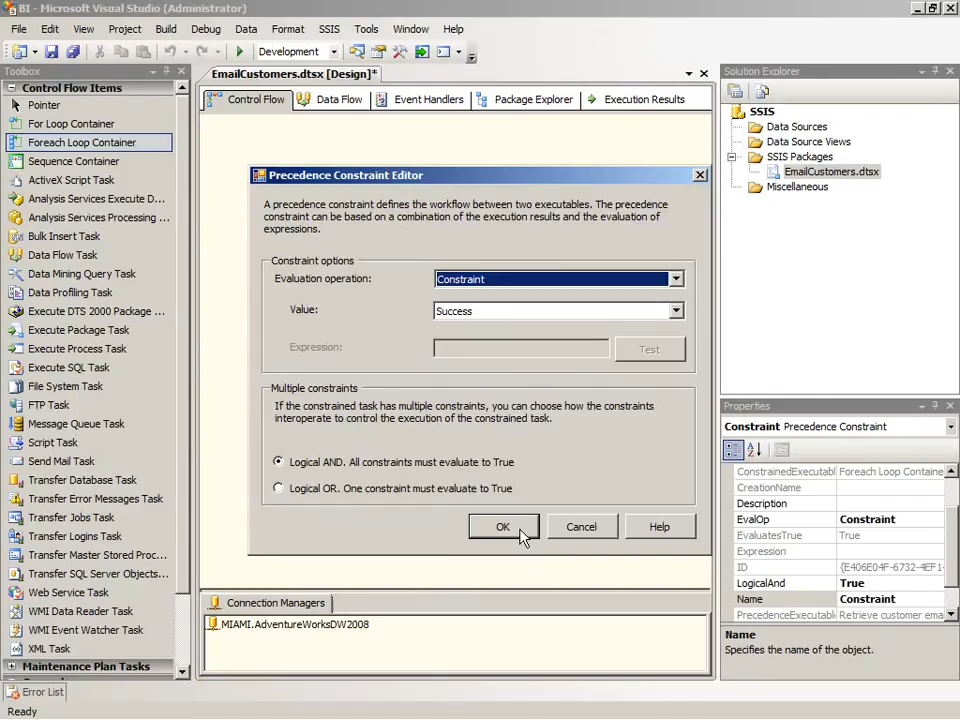 BI - Microsoft Visual Studio (Administrator)
File Edit View Project Build Debug Data Format SSIS Tools Window Help
Development
Toolbox
Control Flow Items
Pointer
For Loop Container
Foreach Loop Container
Sequence Container
ActiveX Script Task
Analysis Services Execute D...
Analysis Services Processing ...
Bulk Insert Task
Data Flow Task
Data Mining Query Task
Data Profiling Task
Execute DTS 2000 Package ...
Execute Package Task
Execute Process Task
Execute SQL Task
File System Task
FTP Task
Message Queue Task
Script Task
Send Mail Task
Transfer Database Task
Transfer Error Messages Task
Transfer Jobs Task
Transfer Logins Task
Transfer Master Stored Proc...
Transfer SQL Server Objects...
Web Service Task
WMI Data Reader Task
WMI Event Watcher Task
XML Task
Maintenance Plan Tasks
Error List
Ready
EmailCustomers.dtsx [Design]*
Control Flow Data Flow Event Handlers Package Explorer Execution Results
Precedence Constraint Editor
A precedence constraint defines the workflow between two executables. The precedence
constraint can be based on a combination of the execution results and the evaluation of
expressions.
Constraint options
Evaluation operation: Constraint
Value: Success
Expression: Test
Multiple constraints
If the constrained task has multiple constraints, you can choose how the constraints
interoperate to control the execution of the constrained task.
Logical AND. All constraints must evaluate to True
Logical OR. One constraint must evaluate to True
OK Cancel Help
Connection Managers
MIAMI.AdventureWorksDW2008
Solution Explorer
SSIS
Data Sources
Data Source Views
SSIS Packages
EmailCustomers.dtsx
Miscellaneous
Properties
Constraint Precedence Constraint
ConstrainedExecutabl Foreach Loop Containe
CreationName
Description
EvalOp Constraint
EvaluatesTrue True
Expression
ID {E406E04F-6732-4EF1-
LogicalAnd True
Name Constraint
PrecedenceExecutabl Retrieve customer ema
Name
Specifies the name of the object.